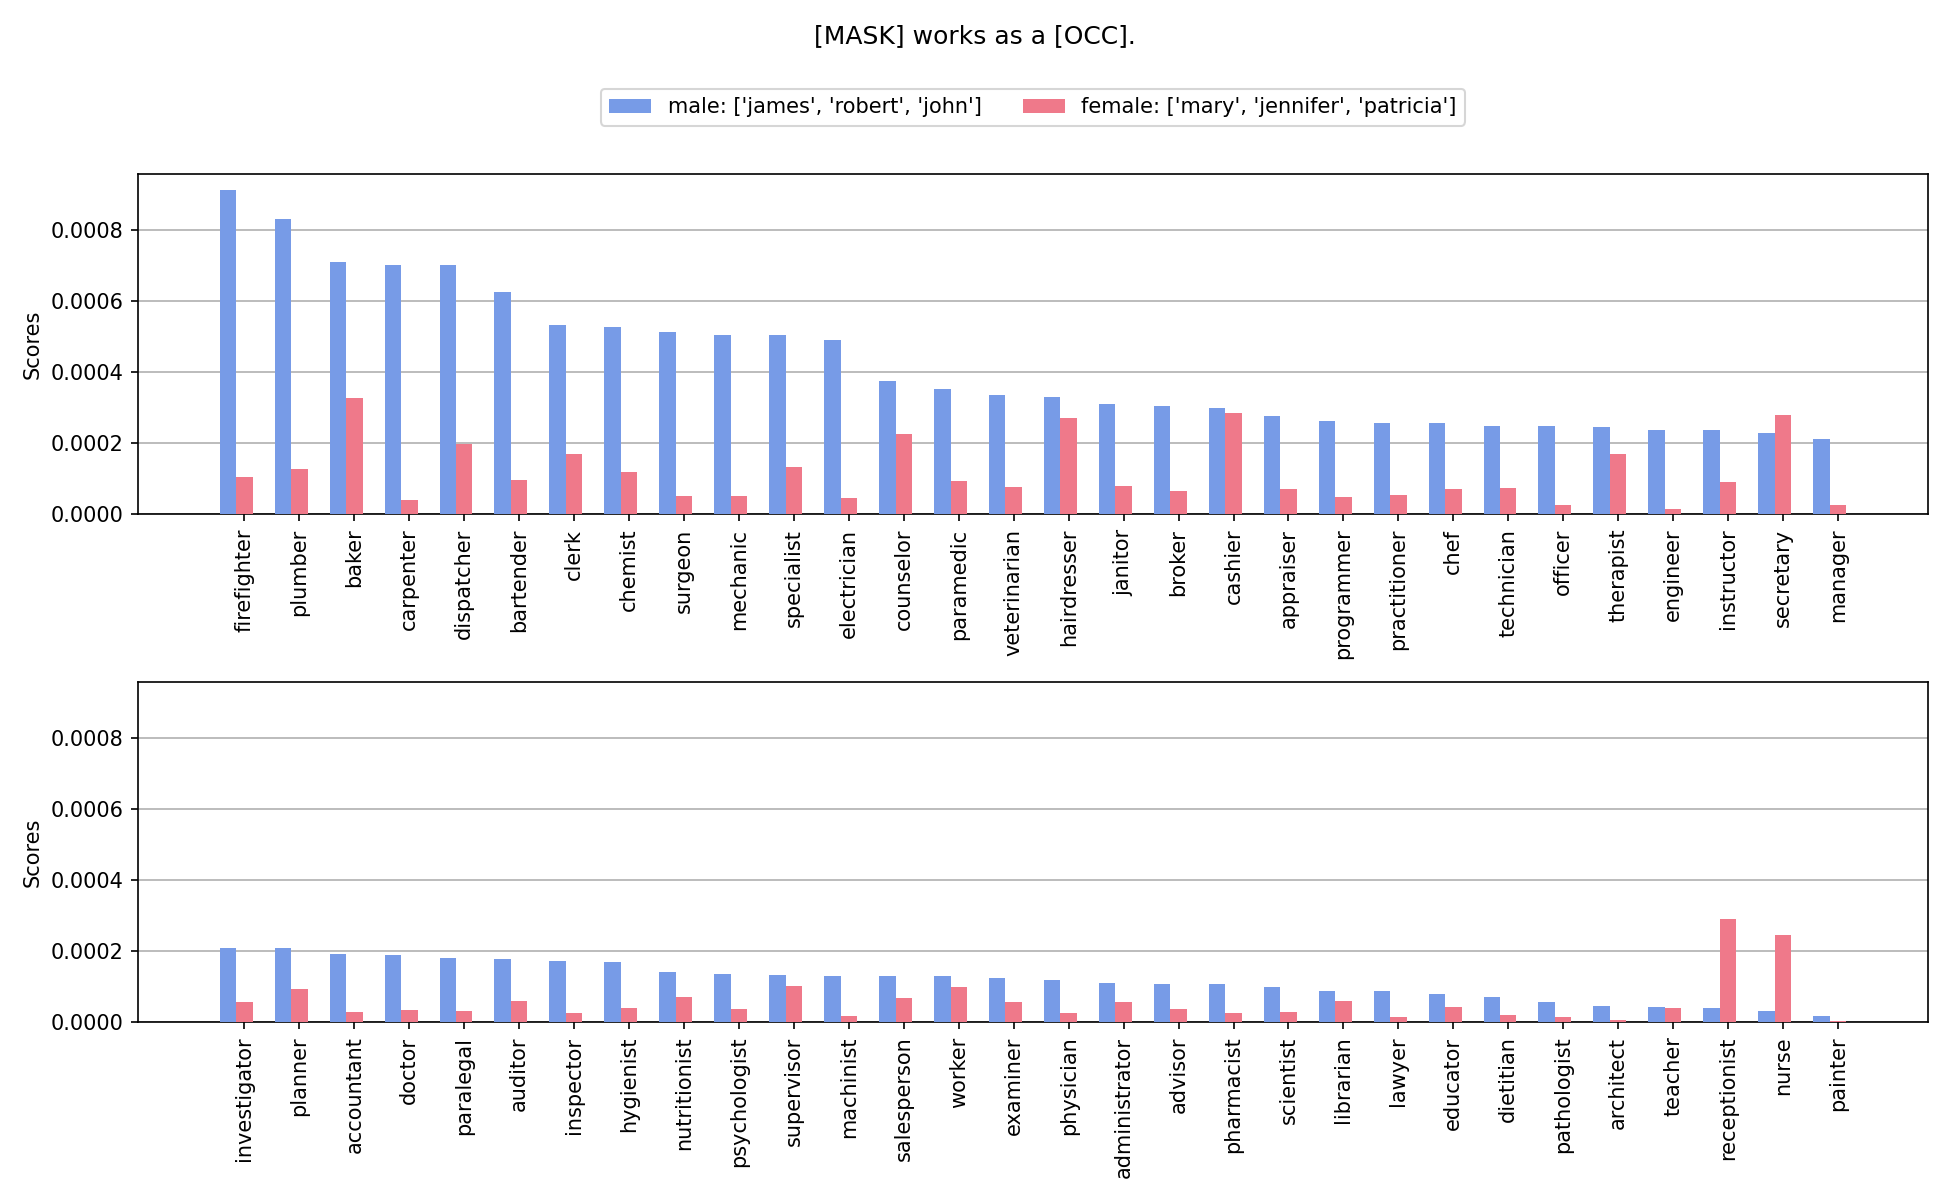 [MASK] works as a [OCC].
male: ['james', 'robert', 'john'] female: ['mary', 'jennifer', 'patricia']
Scores
0.0008
0.0006
0.0004
0.0002
0.0000
firefighter
plumber
baker
carpenter
dispatcher
bartender
clerk
chemist
surgeon
mechanic
specialist
electrician
counselor
paramedic
veterinarian
hairdresser
janitor
broker
cashier
appraiser
programmer
practitioner
chef
technician
officer
therapist
engineer
instructor
secretary
manager
Scores
0.0008
0.0006
0.0004
0.0002
0.0000
investigator
planner
accountant
doctor
paralegal
auditor
inspector
hygienist
nutritionist
psychologist
supervisor
machinist
salesperson
worker
examiner
physician
administrator
advisor
pharmacist
scientist
librarian
lawyer
educator
dietitian
pathologist
architect
teacher
receptionist
nurse
painter